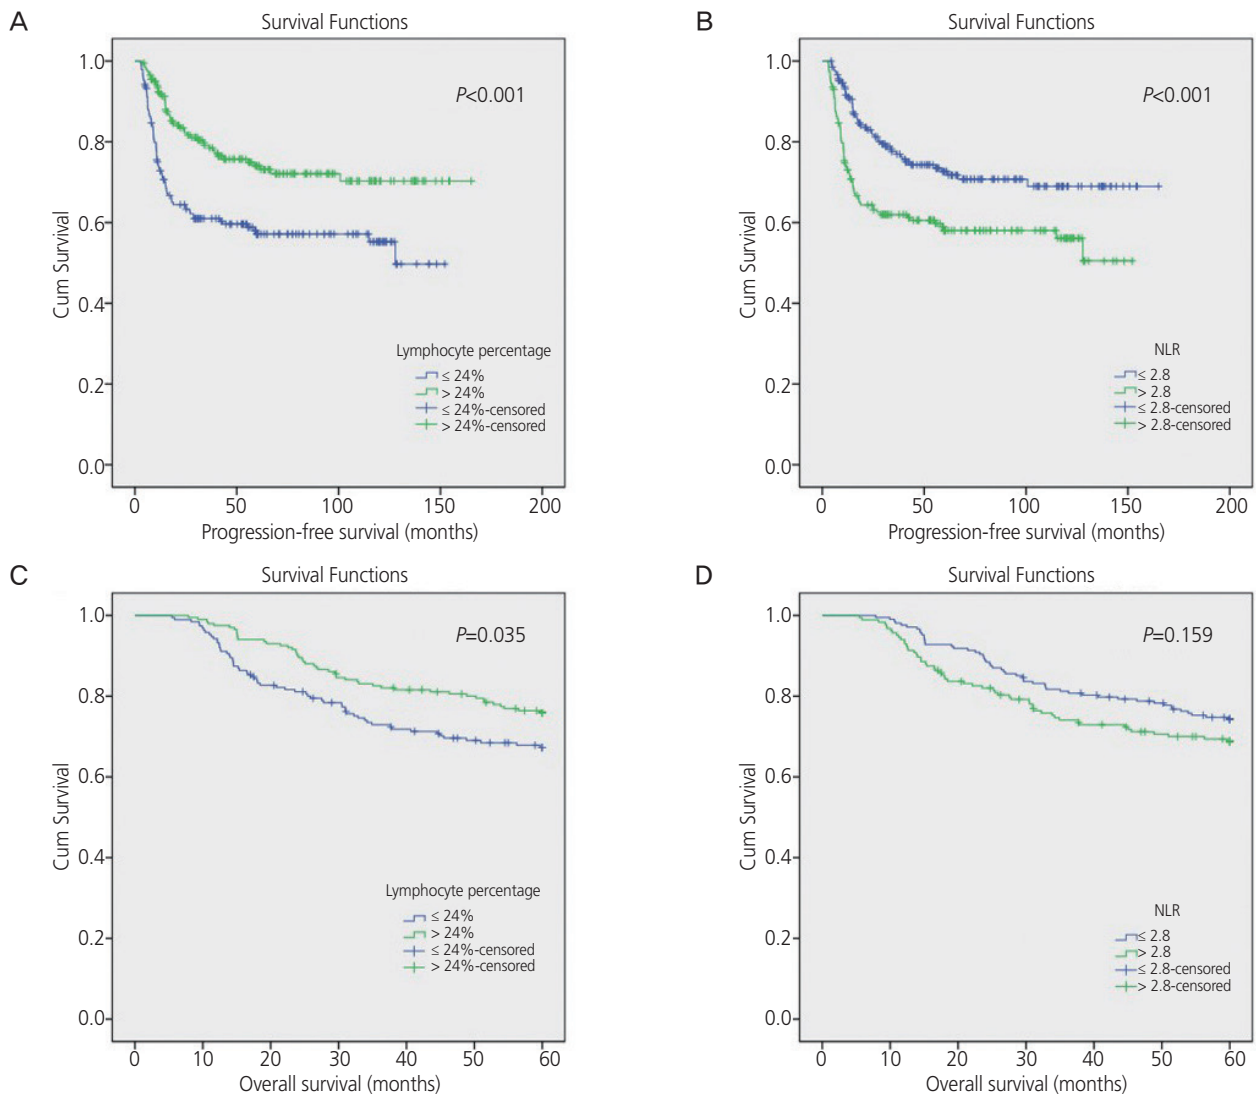 A
Survival Functions
1.0
0.8
0.6
0.4
0.2
0.0
Cum Survival
P<0.001
Lymphocyte percentage
≤ 24%
> 24%
≤ 24%-censored
> 24%-censored
0 50 100 150 200
Progression-free survival (months)
B
Survival Functions
1.0
0.8
0.6
0.4
0.2
0.0
Cum Survival
P<0.001
NLR
≤ 2.8
> 2.8
≤ 2.8-censored
> 2.8-censored
0 50 100 150 200
Progression-free survival (months)
C
Survival Functions
1.0
0.8
0.6
0.4
0.2
0.0
Cum Survival
P=0.035
Lymphocyte percentage
≤ 24%
> 24%
≤ 24%-censored
> 24%-censored
0 10 20 30 40 50 60
Overall survival (months)
D
Survival Functions
1.0
0.8
0.6
0.4
0.2
0.0
Cum Survival
P=0.159
NLR
≤ 2.8
> 2.8
≤ 2.8-censored
> 2.8-censored
0 10 20 30 40 50 60
Overall survival (months)